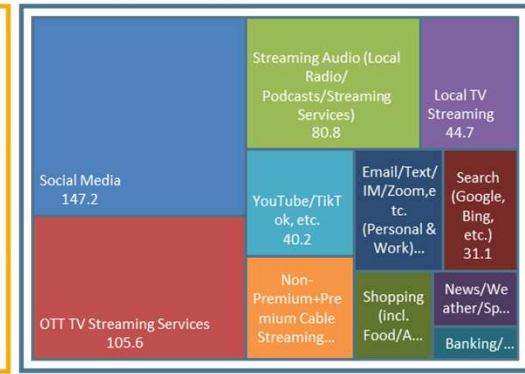 Social Media
147.2
OTT TV Streaming Services
105.6
Streaming Audio (Local
Radio/
Podcasts/Streaming
Services)
80.8
Local TV
Streaming
44.7
YouTube/TikT
ok, etc.
40.2
Email/Text/
IM/Zoom,e
tc.
(Personal &
Work)...
Search
(Google,
Bing,
etc.)
31.1
Non-
Premium+Pre
mium Cable
Streaming...
Shopping
(incl.
Food/A...
News/We
ather/Sp...
Banking/...